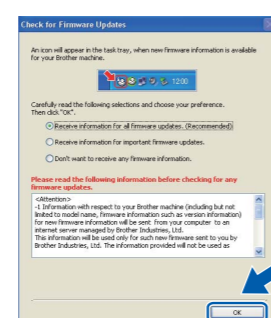 Check for Firmware Updates
An icon will appear in the task tray, when new firmware information is available
for your Brother machine.
12:00
Carefully read the following selections and choose your preference.
Then click "OK".
Receive information for all firmware updates. (Recommended)
Receive information for important firmware updates.
Don't want to receive any firmware information.
Please read the following information before checking for any
firmware updates.
<Attention>
-1 Information with respect to your Brother machine (including but not
limited to model name, firmware information such as version information)
for new firmware information will be sent from your computer to an
internet server managed by Brother Industries, Ltd.
This information will be used only for such new firmware sent to you by
Brother Industries, Ltd. The information provided will not be used as
OK